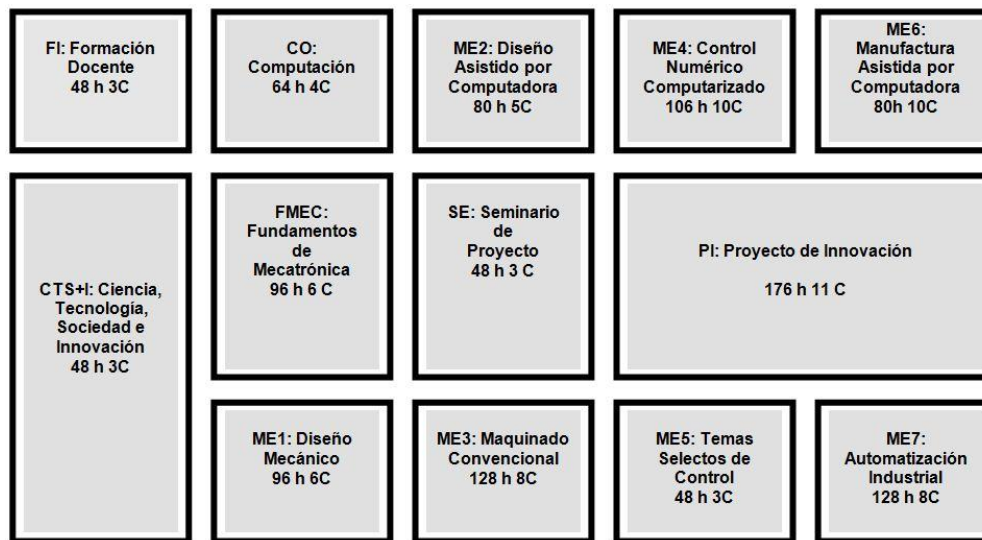 FI: Formación
Docente
48 h 3C
CO:
Computación
64 h 4C
ME2: Diseño
Asistido por
Computadora
80 h 5C
ME4: Control
Numérico
Computarizado
106 h 10C
ME6:
Manufactura
Asistida por
Computadora
80h 10C
CTS+I: Ciencia,
Tecnología,
Sociedad e
Innovación
48 h 3C
FMEC:
Fundamentos
de
Mecatrónica
96 h 6 C
SE: Seminario
de
Proyecto
48 h 3 C
PI: Proyecto de Innovación
176 h 11 C
ME1: Diseño
Mecánico
96 h 6C
ME3: Maquinado
Convencional
128 h 8C
ME5: Temas
Selectos de
Control
48 h 3C
ME7:
Automatización
Industrial
128 h 8C